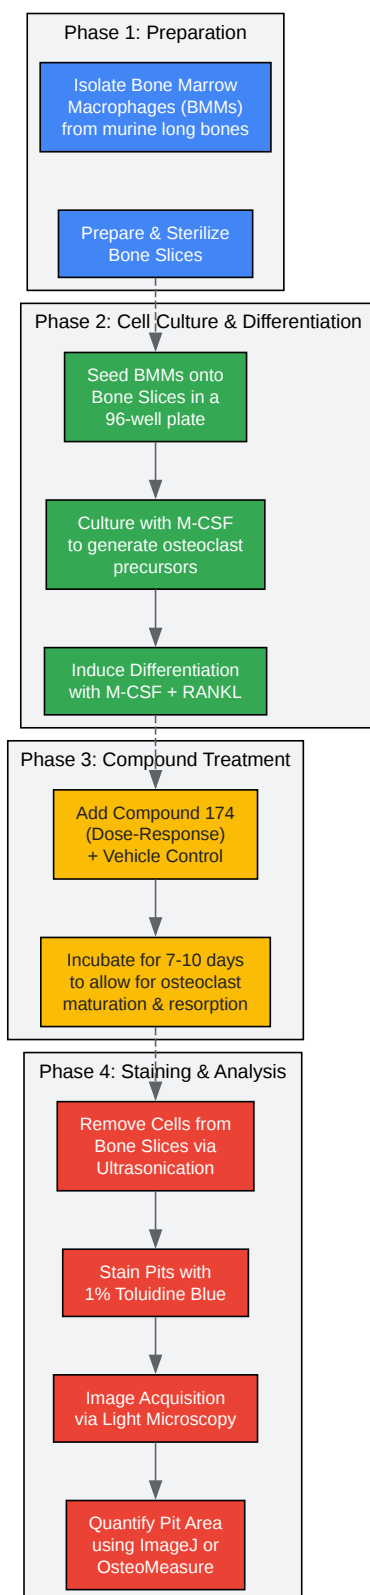 Phase 1: Preparation
Isolate Bone Marrow
Macrophages (BMMs)
from murine long bones
Prepare & Sterilize
Bone Slices
Phase 2: Cell Culture & Differentiation
Seed BMMs onto
Bone Slices in a
96-well plate
Culture with M-CSF
to generate osteoclast
precursors
Induce Differentiation
with M-CSF + RANKL
Phase 3: Compound Treatment
Add Compound 174
(Dose-Response)
+ Vehicle Control
Incubate for 7-10 days
to allow for osteoclast
maturation & resorption
Phase 4: Staining & Analysis
Remove Cells from
Bone Slices via
Ultrasonication
Stain Pits with
1% Toluidine Blue
Image Acquisition
via Light Microscopy
Quantify Pit Area
using ImageJ or
OsteoMeasure